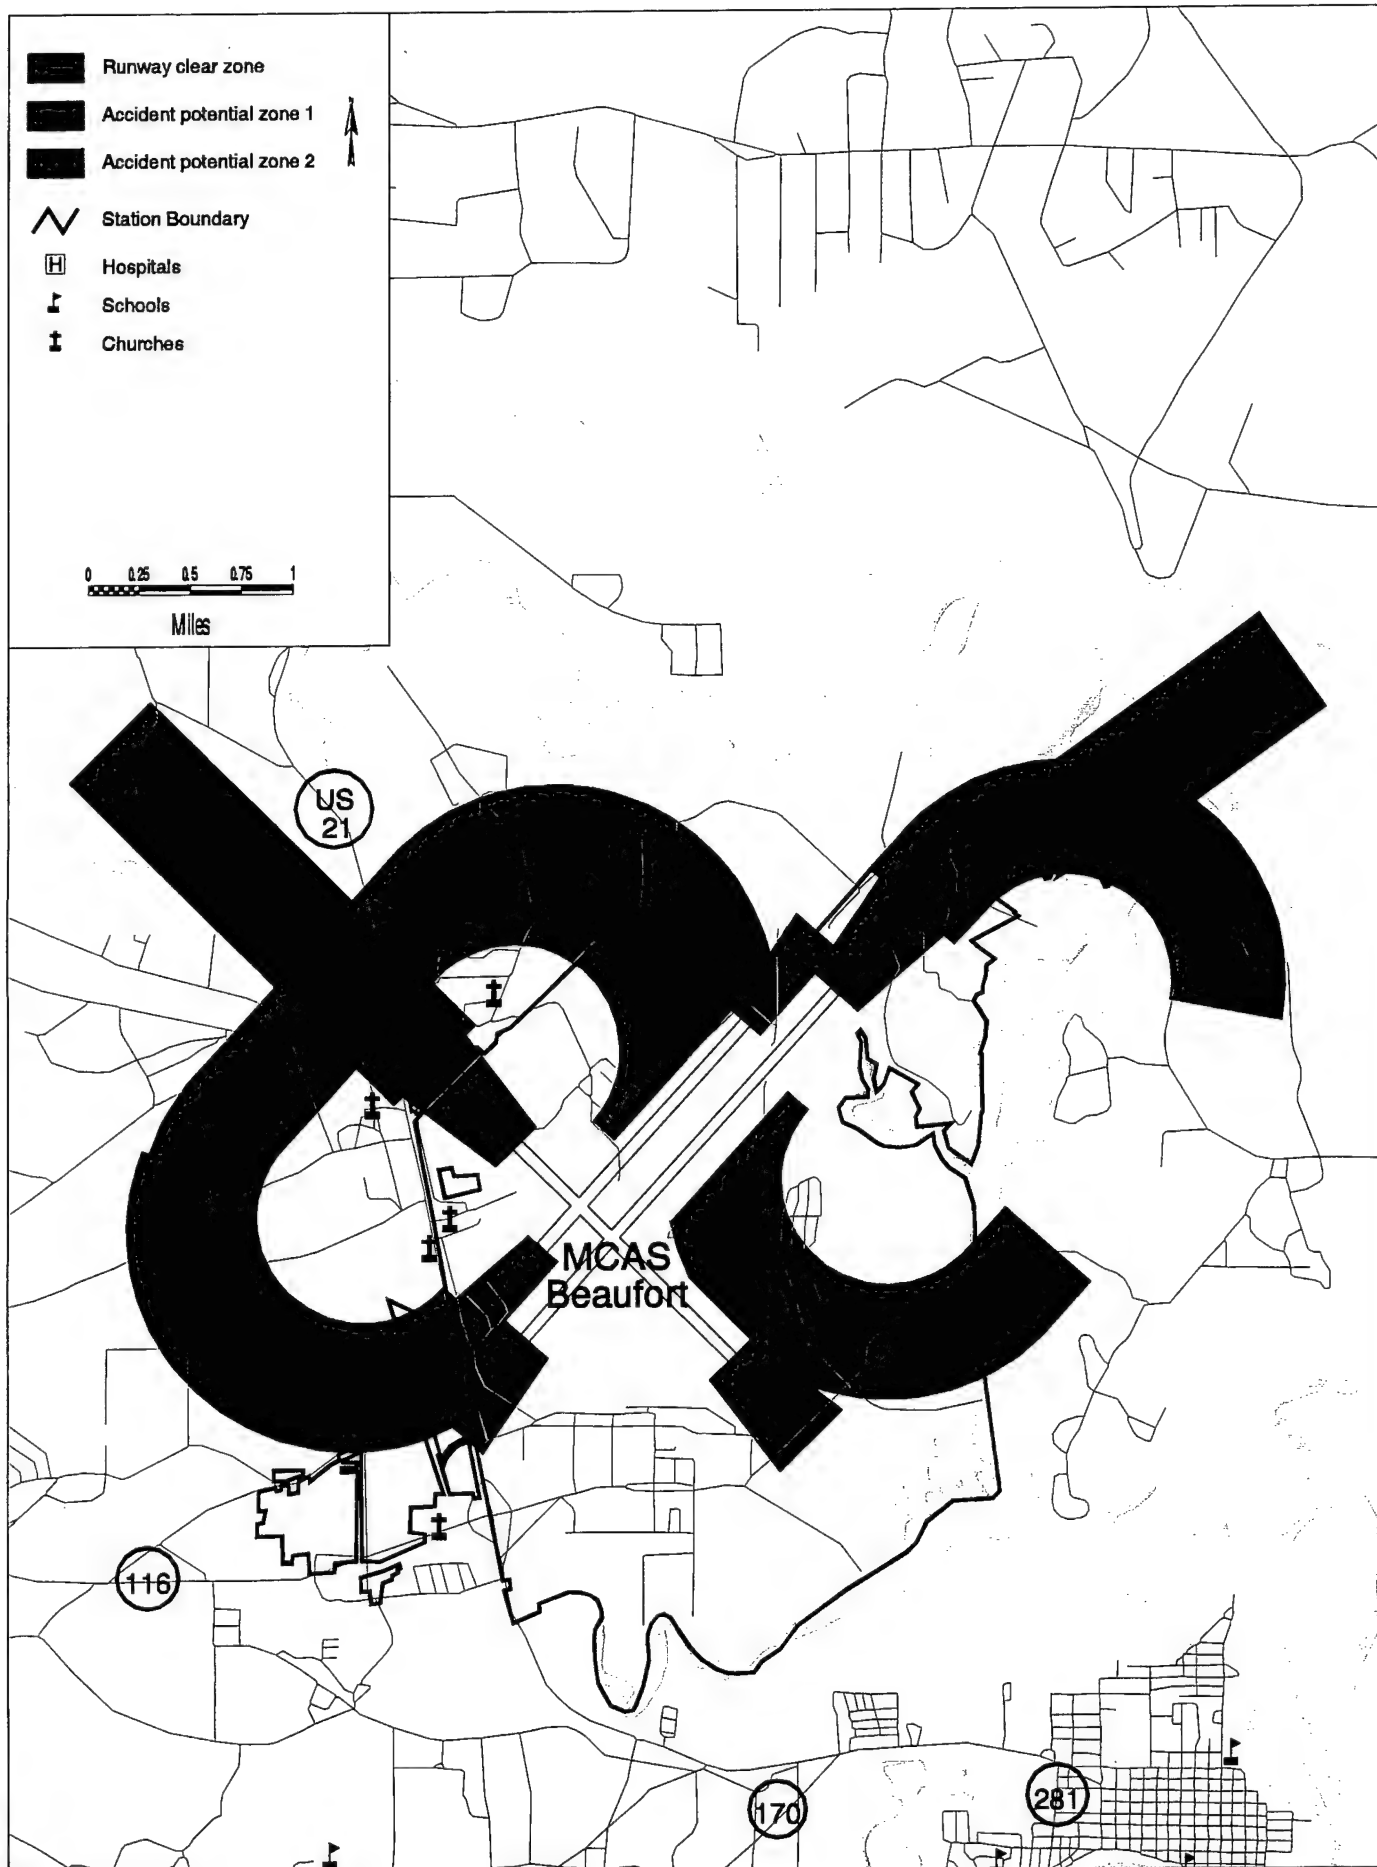 Runway clear zone
Accident potential zone 1
Accident potential zone 2
Station Boundary
H Hospitals
Schools
Churches
0 0.25 0.5 0.75 1
Miles
US
21
MCAS
Beaufort
116
170
281